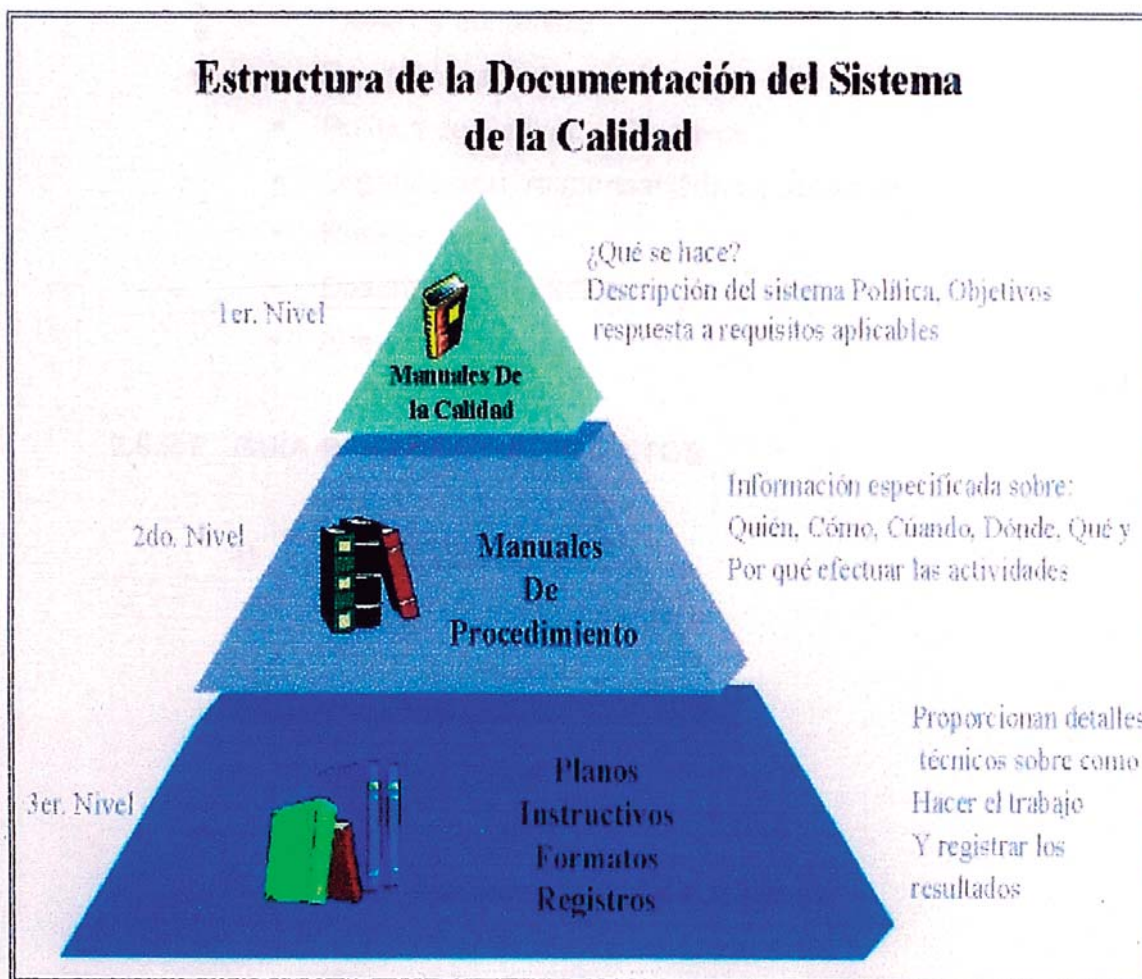 Estructura de la Documentación del Sistema
de la Calidad
1er. Nivel
¿Qué se hace?
Descripción del sistema Política, Objetivos
respuesta a requisitos aplicables
Manuales De
la Calidad
2do. Nivel
Manuales
De
Procedimiento
Información especificada sobre:
Quién, Cómo, Cúando, Dónde, Qué y
Por qué efectuar las actividades
3er. Nivel
Planos
Instructivos
Formatos
Registros
Proporcionan detalles
técnicos sobre como
Hacer el trabajo
Y registrar los
resultados